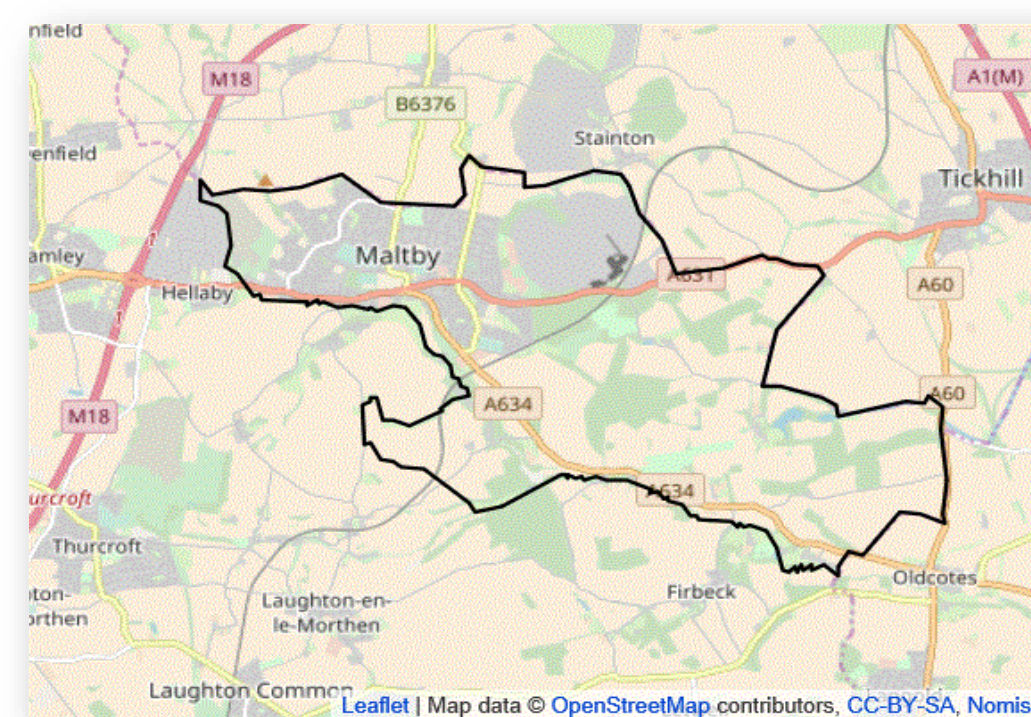 nfield
M18
A1(M)
B6376
Stainton
enfield
Tickhill
Maltby
amley
A631
A60
Hellaby
A60
A634
M18
A634
urcroft
Thurcroft
Oldcotes
Firbeck
ton-
orthen
Laughton-en-
le-Morthen
Laughton Common
Leaflet | Map data © OpenStreetMap contributors, CC-BY-SA, Nomis